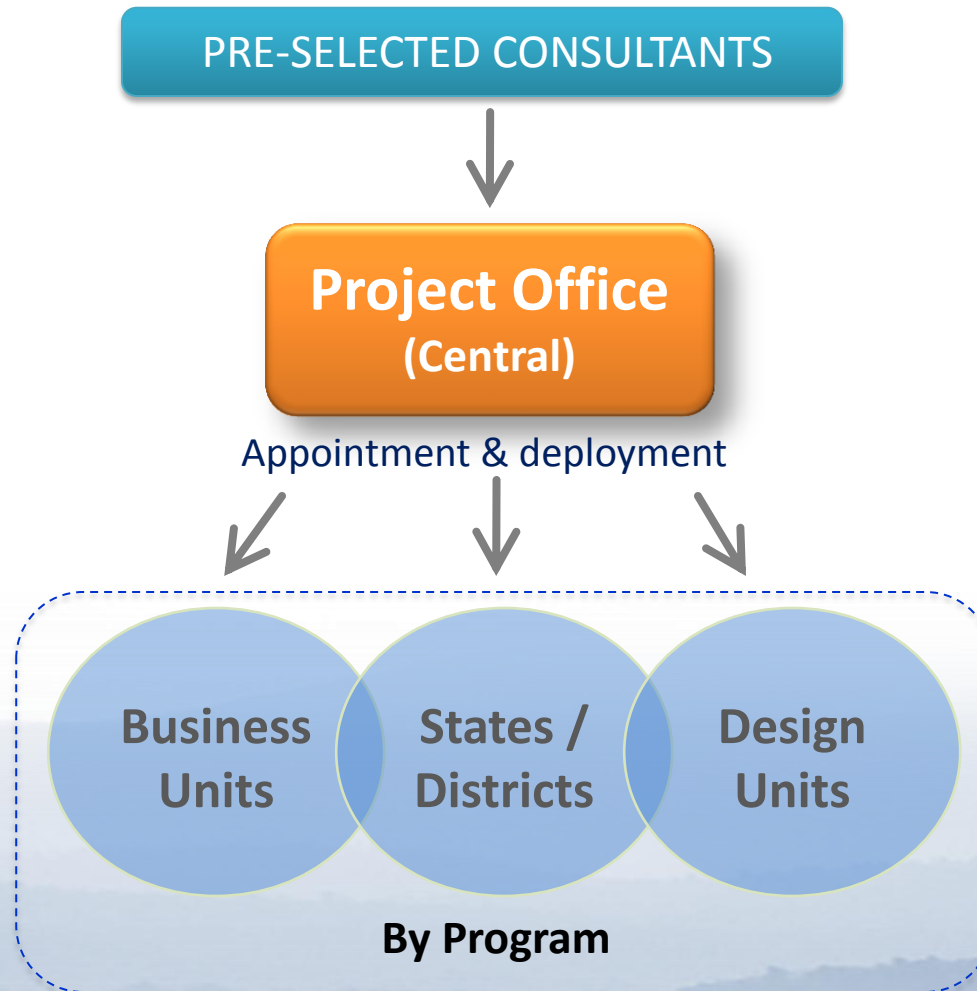 PRE-SELECTED CONSULTANTS
Project Office
(Central)
Appointment & deployment
Business
Units
States /
Districts
Design
Units
By Program